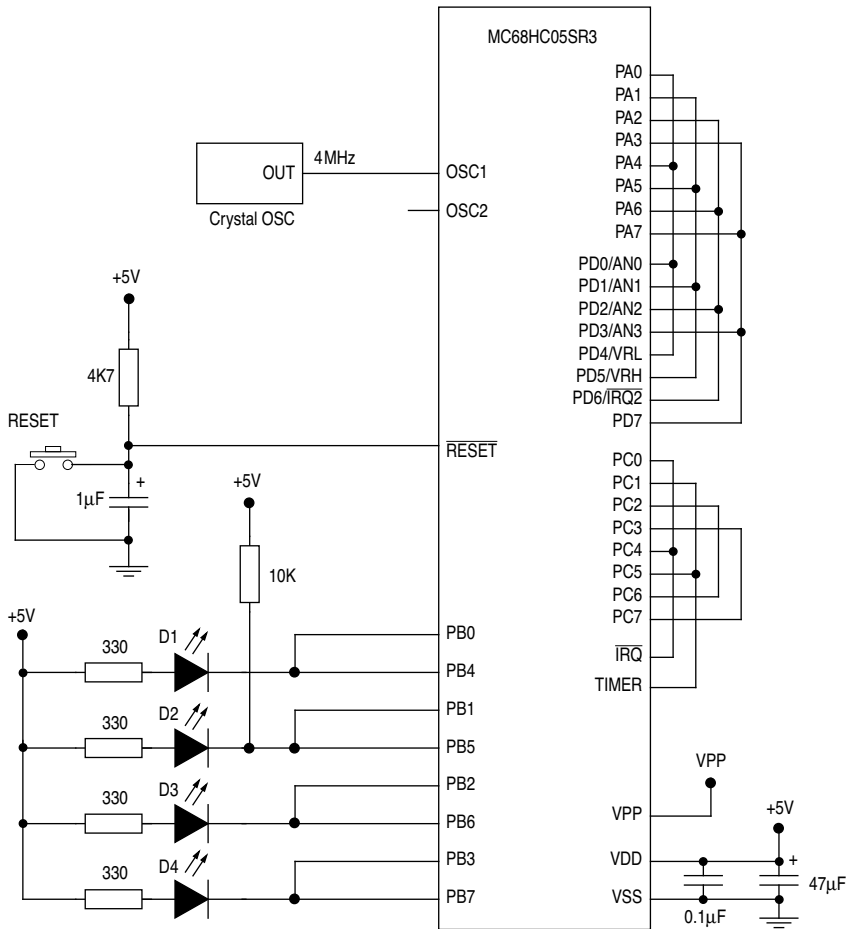 MC68HC05SR3
PA0
PA1
PA2
PA3
PA4
PA5
PA6
PA7
PD0/AN0
PD1/AN1
PD2/AN2
PD3/AN3
PD4/VRL
PD5/VRH
PD6/IRQ2
PD7
PC0
PC1
PC2
PC3
PC4
PC5
PC6
PC7
IRQ
TIMER
VPP
VDD
VSS
OUT
4MHz
Crystal OSC
OSC1
OSC2
+5V
4K7
RESET
1μF
+
RESET
+5V
10K
+5V
330
D1
PB0
PB4
330
D2
PB1
PB5
330
D3
PB2
PB6
330
D4
PB3
PB7
VPP
+5V
+
47μF
0.1μF